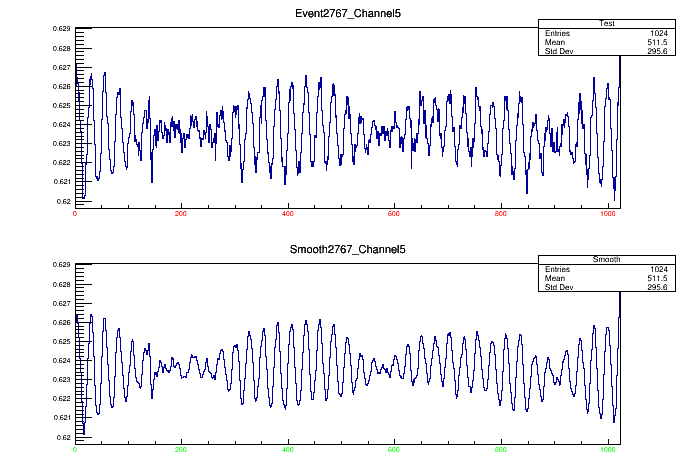 Event2767_Channel5
Test
Entries 1024
Mean 511.5
Std Dev 295.6
0.629
0.628
0.627
0.626
0.625
0.624
0.623
0.622
0.621
0.62
0 200 400 600 800 1000
Smooth2767_Channel5
Smooth
Entries 1024
Mean 511.5
Std Dev 295.6
0.629
0.628
0.627
0.626
0.625
0.624
0.623
0.622
0.621
0.62
0 200 400 600 800 1000